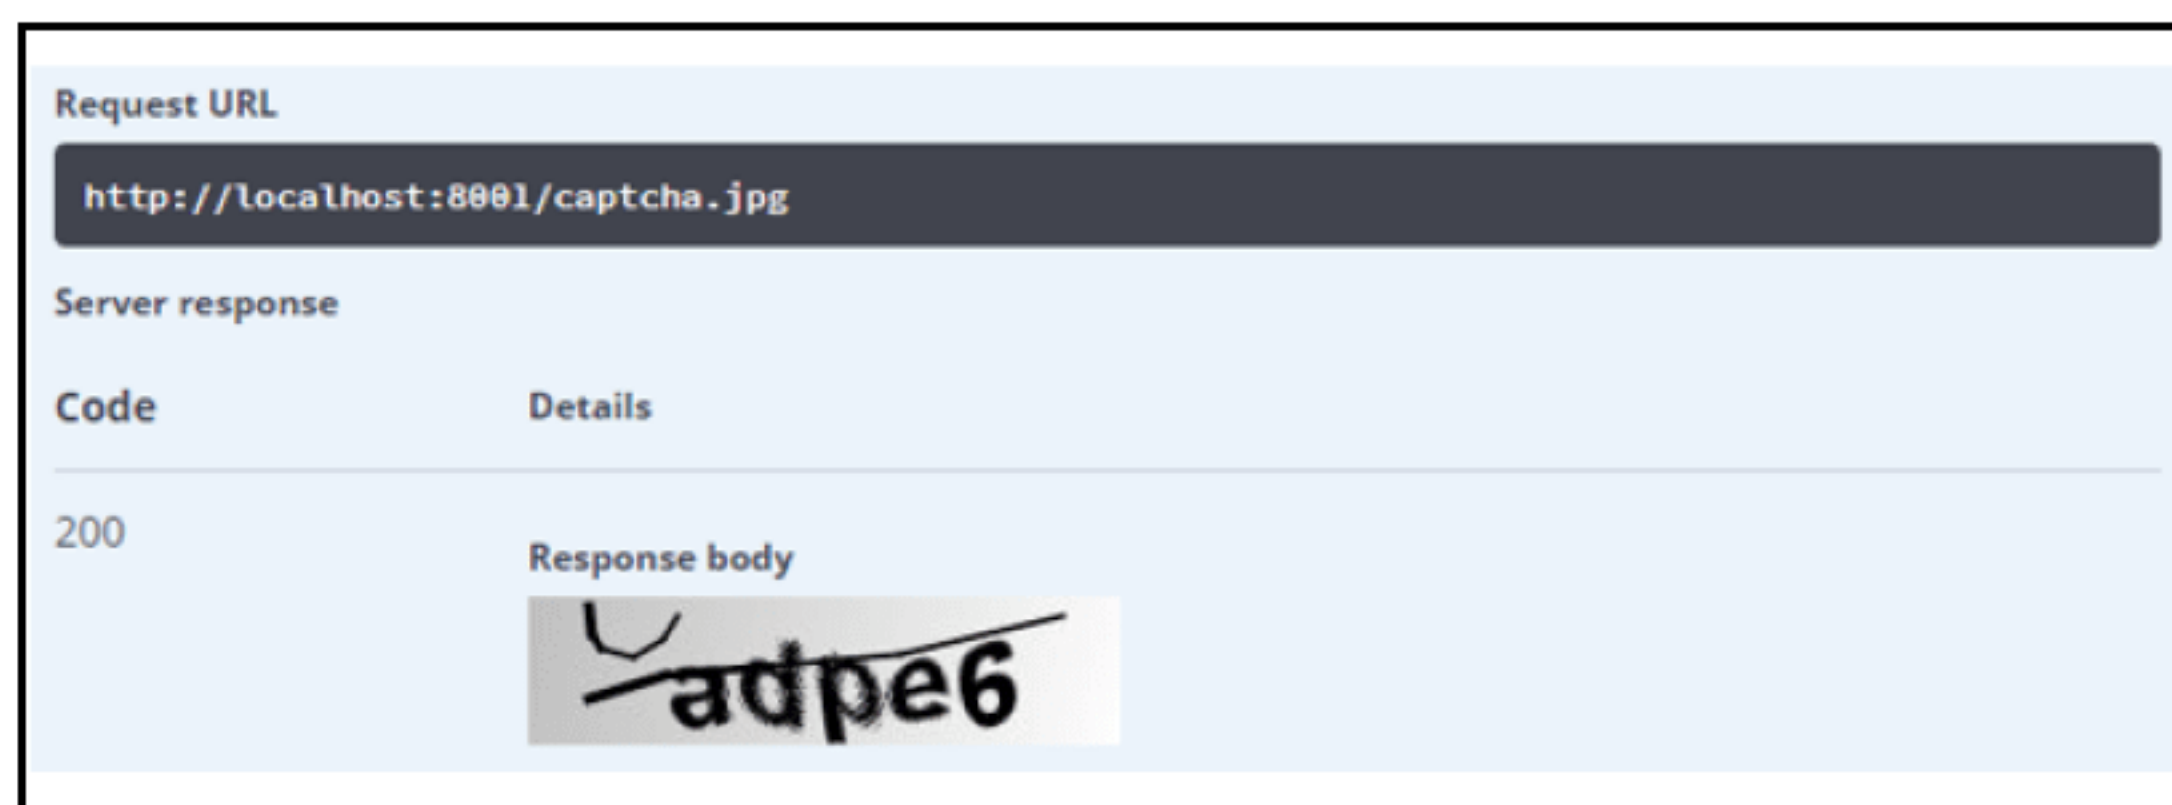 Request URL
http://localhost:8001/captcha.jpg
Server response
Code Details
200
Response body
adpe6